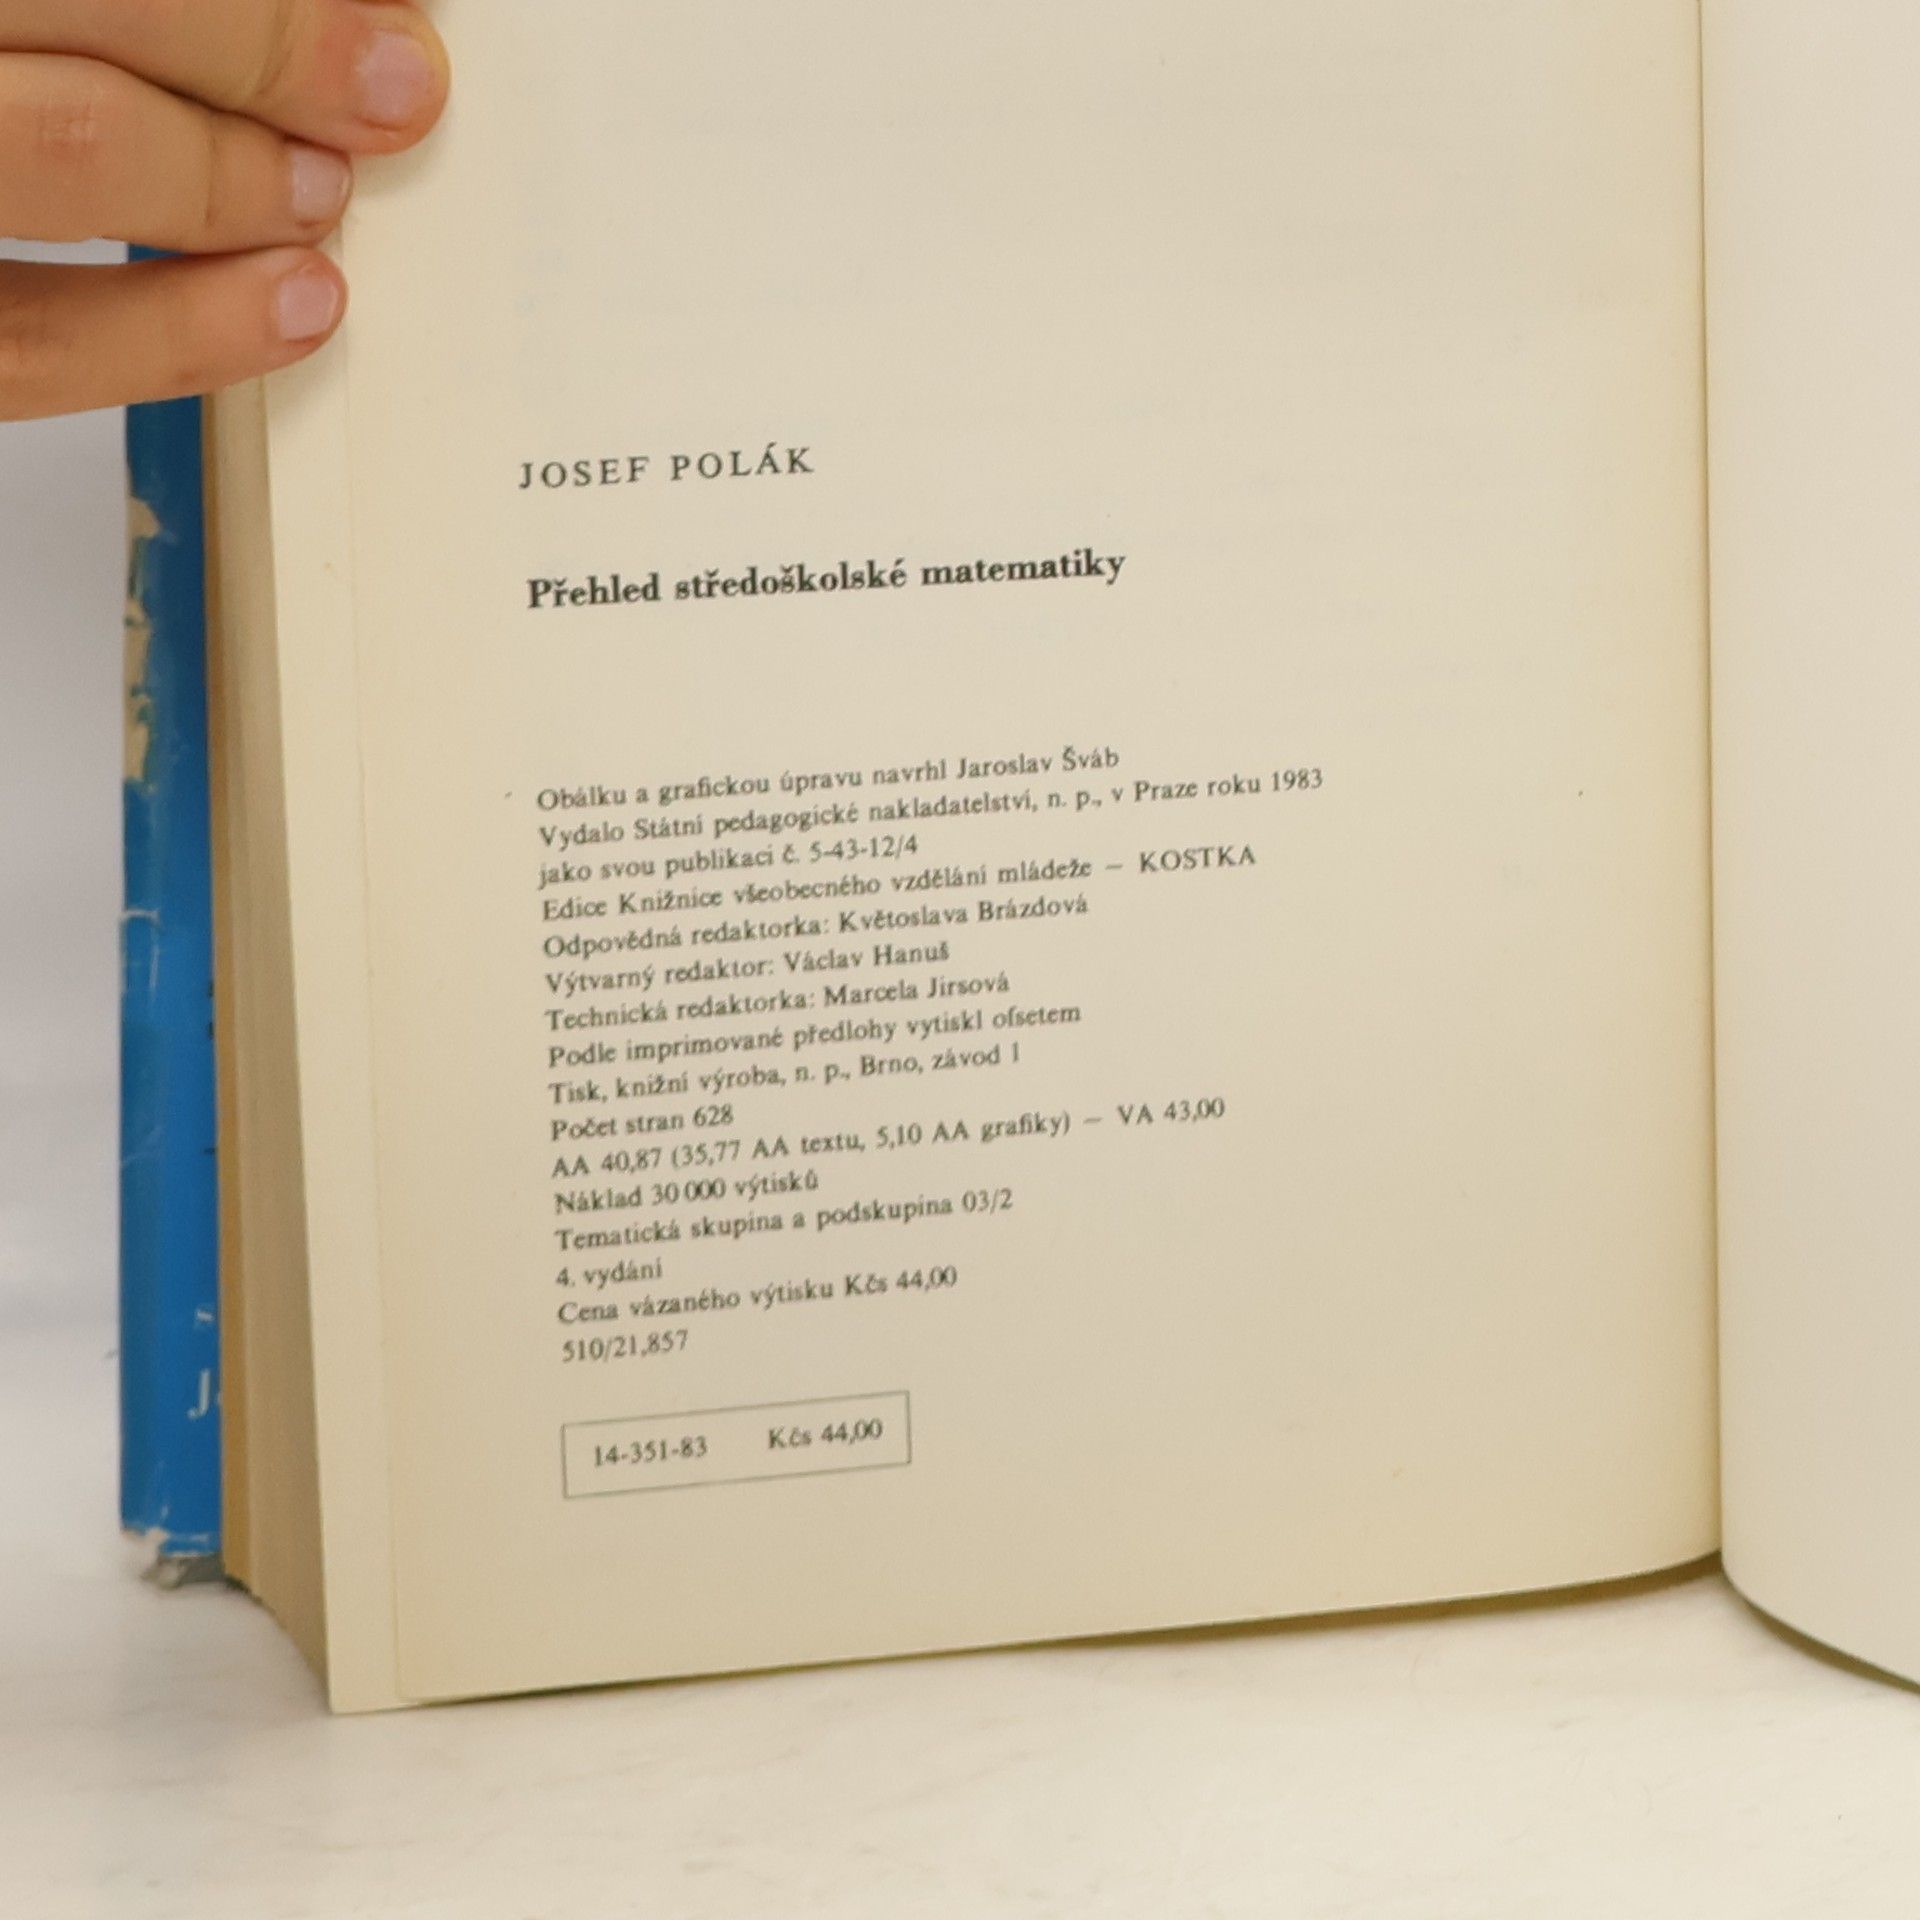 JOSEF POLÁK
Přehled středoškolské matematiky
Obálku a grafickou úpravu navrhl Jaroslav Šváb
Vydalo Státní pedagogické nakladatelství, n. p., v Praze roku 1983
jako svou publikaci č. 5-43-12/4
Edice Knižnice všeobecného vzdělání mládeže – KOSTKA
Odpovědná redaktorka: Květoslava Brázdová
Výtvarný redaktor: Václav Hanuš
Technická redaktorka: Marcela Jirsová
Podle imprimované předlohy vytiskl ofsetem
Tisk, knižní výroba, n. p., Brno, závod 1
Počet stran 628
AA 40,87 (35,77 AA textu, 5,10 AA grafiky) – VA 43,00
Náklad 30 000 výtisků
Tematická skupina a podskupina 03/2
4. vydání
Cena vázaného výtisku Kčs 44,00
510/21,857
14-351-83 Kčs 44,00